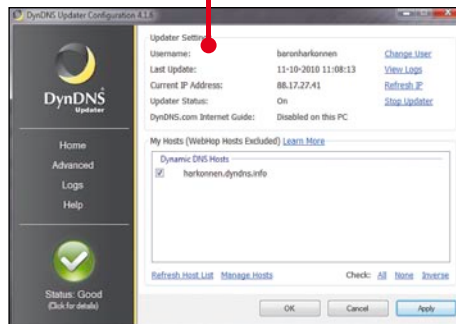 DynDNS Updater Configuration 4.1.6
DynDNS
Updater
Home
Advanced
Logs
Help
Status: Good
(Click for details)
Updater Settings
Username: baronharkonnen Change User
Last Update: 11-10-2010 11:08:13 View Logs
Current IP Address: 88.17.27.41 Refresh IP
Updater Status: On Stop Updater
DynDNS.com Internet Guide: Disabled on this PC
My Hosts (WebHop Hosts Excluded) Learn More
Dynamic DNS Hosts
harkonnen.dyndns.info
Refresh Host List Manage Hosts Check: All None Inverse
OK Cancel Apply